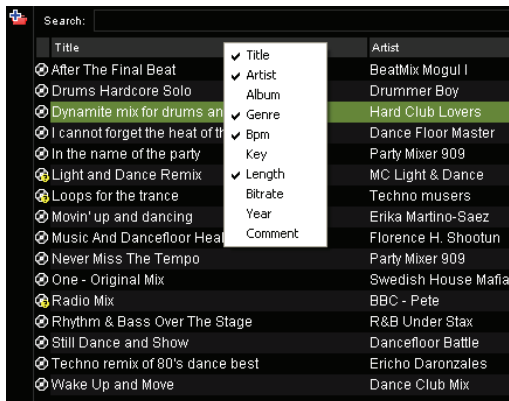 Search:
Title Artist
After The Final Beat BeatMix Mogul I
Drums Hardcore Solo Drummer Boy
Dynamite mix for drums an Hard Club Lovers
I cannot forget the heat of th Dance Floor Master
In the name of the party Party Mixer 909
Light and Dance Remix MC Light & Dance
Loops for the trance Techno musers
Movin' up and dancing Erika Martino-Saez
Music And Dancefloor Heal Florence H. Shootun
Never Miss The Tempo Party Mixer 909
One - Original Mix Swedish House Mafia
Radio Mix BBC - Pete
Rhythm & Bass Over The Stage R&B Under Stax
Still Dance and Show Dancefloor Battle
Techno remix of 80's dance best Ericho Daronzales
Wake Up and Move Dance Club Mix
Title
Artist
Album
Genre
Bpm
Key
Length
Bitrate
Year
Comment